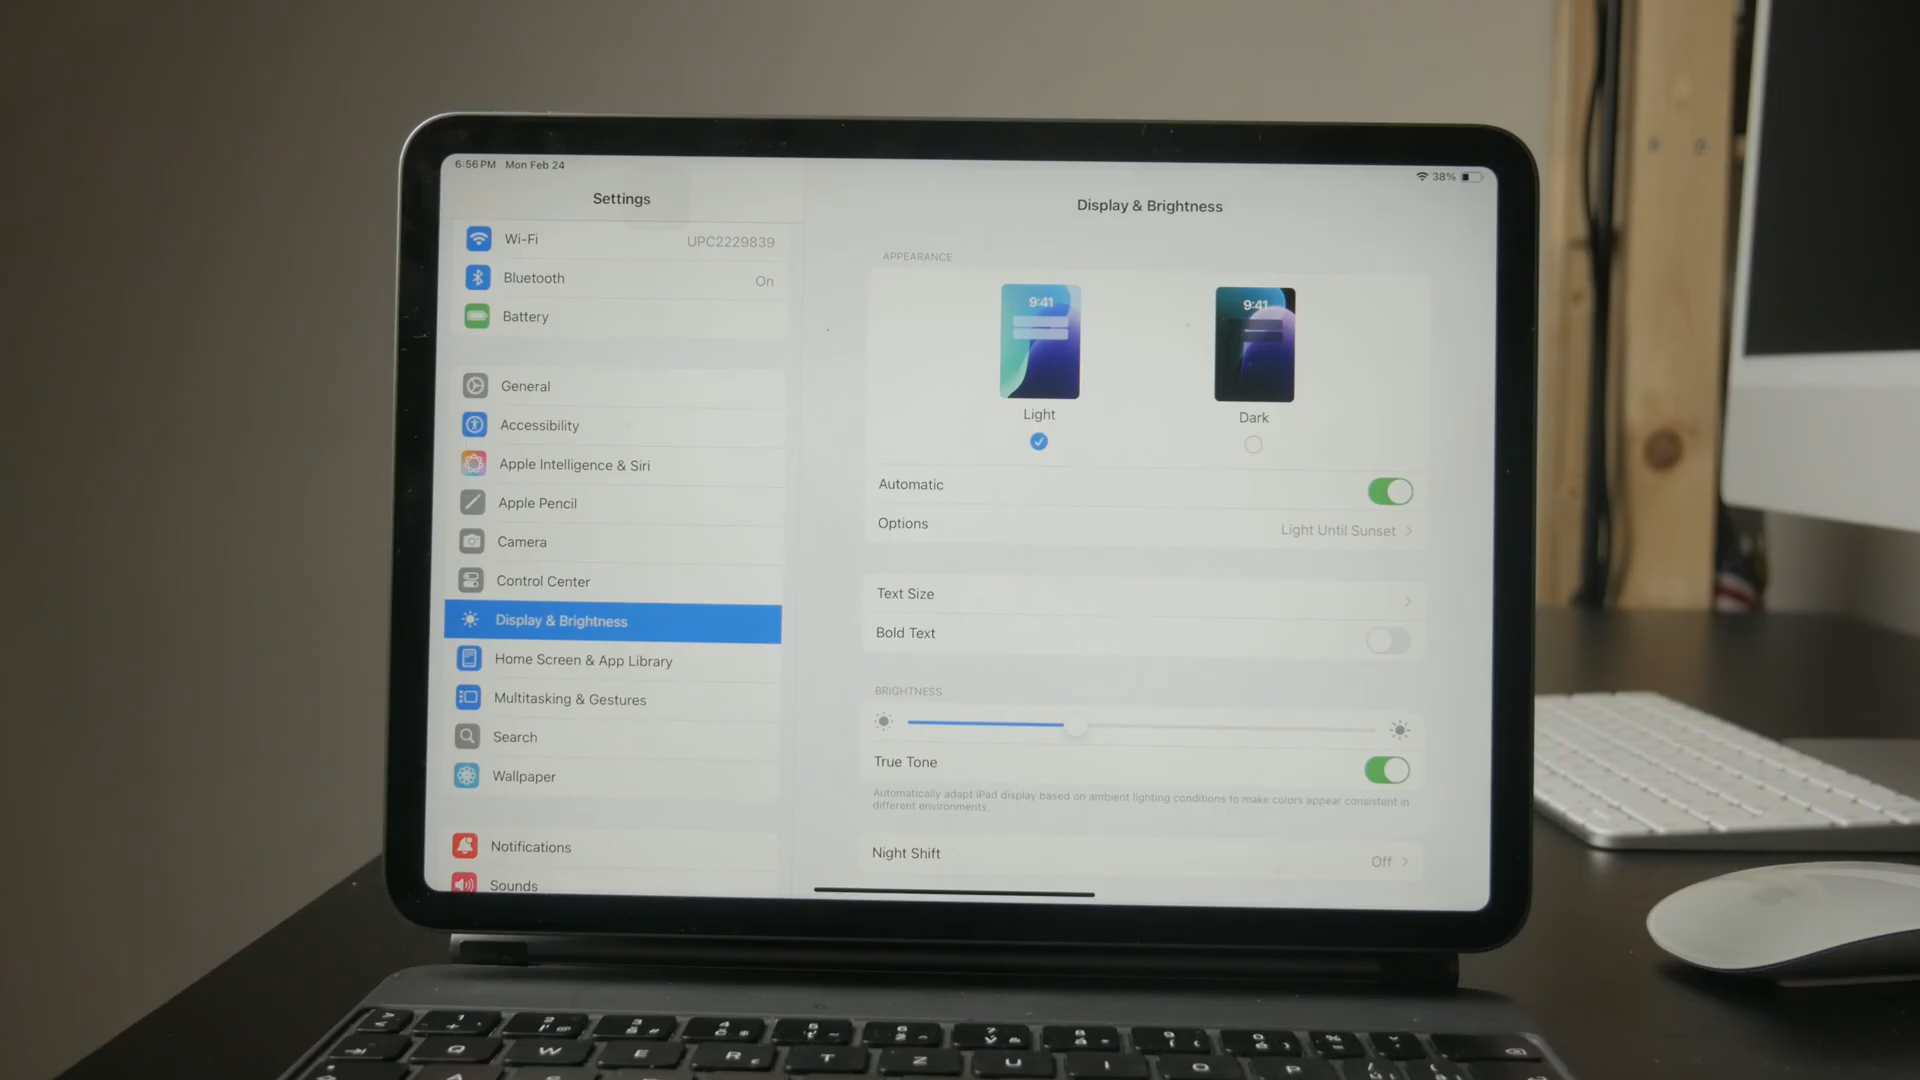 6:56 PM Mon Feb 24
38%
Settings
Wi-Fi UPC2229839
Bluetooth On
Battery
General
Accessibility
Apple Intelligence & Siri
Apple Pencil
Camera
Control Center
Display & Brightness
Home Screen & App Library
Multitasking & Gestures
Search
Wallpaper
Notifications
Sounds
Display & Brightness
APPEARANCE
9:41 9:41
Light Dark
Automatic
Options Light Until Sunset
Text Size
Bold Text
BRIGHTNESS
True Tone
Automatically adapt iPad display based on ambient lighting conditions to make colors appear consistent in
different environments.
Night Shift Off
Q W E R T Z U I O P